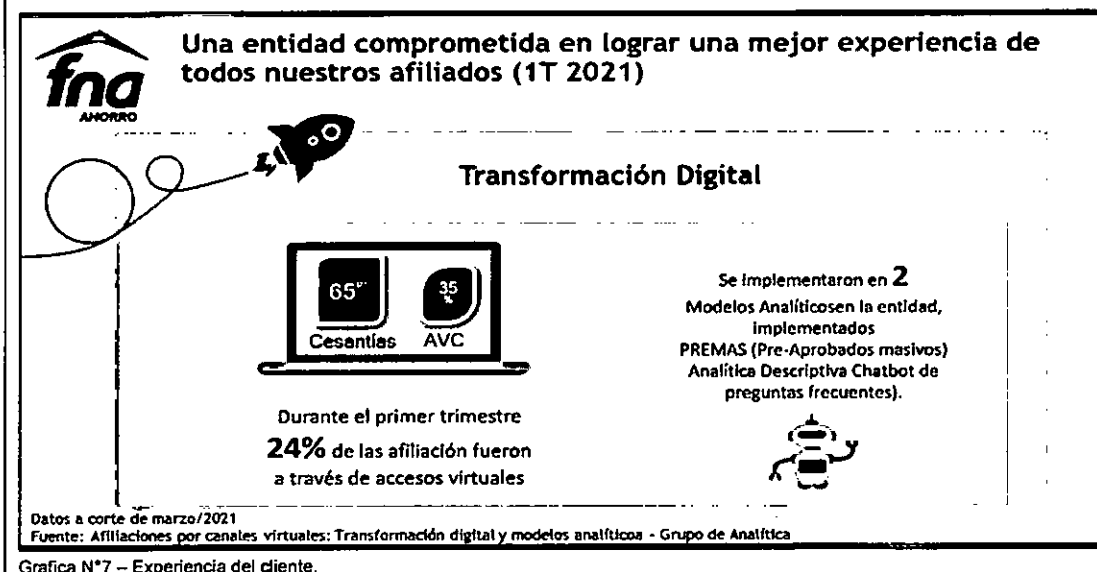 fna
AHORRO
Una entidad comprometida en lograr una mejor experiencia de
todos nuestros afiliados (1T 2021)
Transformación Digital
65%
35
%
Cesantías AVC
Durante el primer trimestre
24% de las afiliación fueron
a través de accesos virtuales
Se implementaron en 2
Modelos Analíticosen la entidad,
implementados
PREMAS (Pre-Aprobados masivos)
Analítica Descriptiva Chatbot de
preguntas frecuentes).
Datos a corte de marzo/2021
Fuente: Afiliaciones por canales virtuales: Transformación digital y modelos analíticos - Grupo de Analítica
Grafica N°7 – Experiencia del cliente.